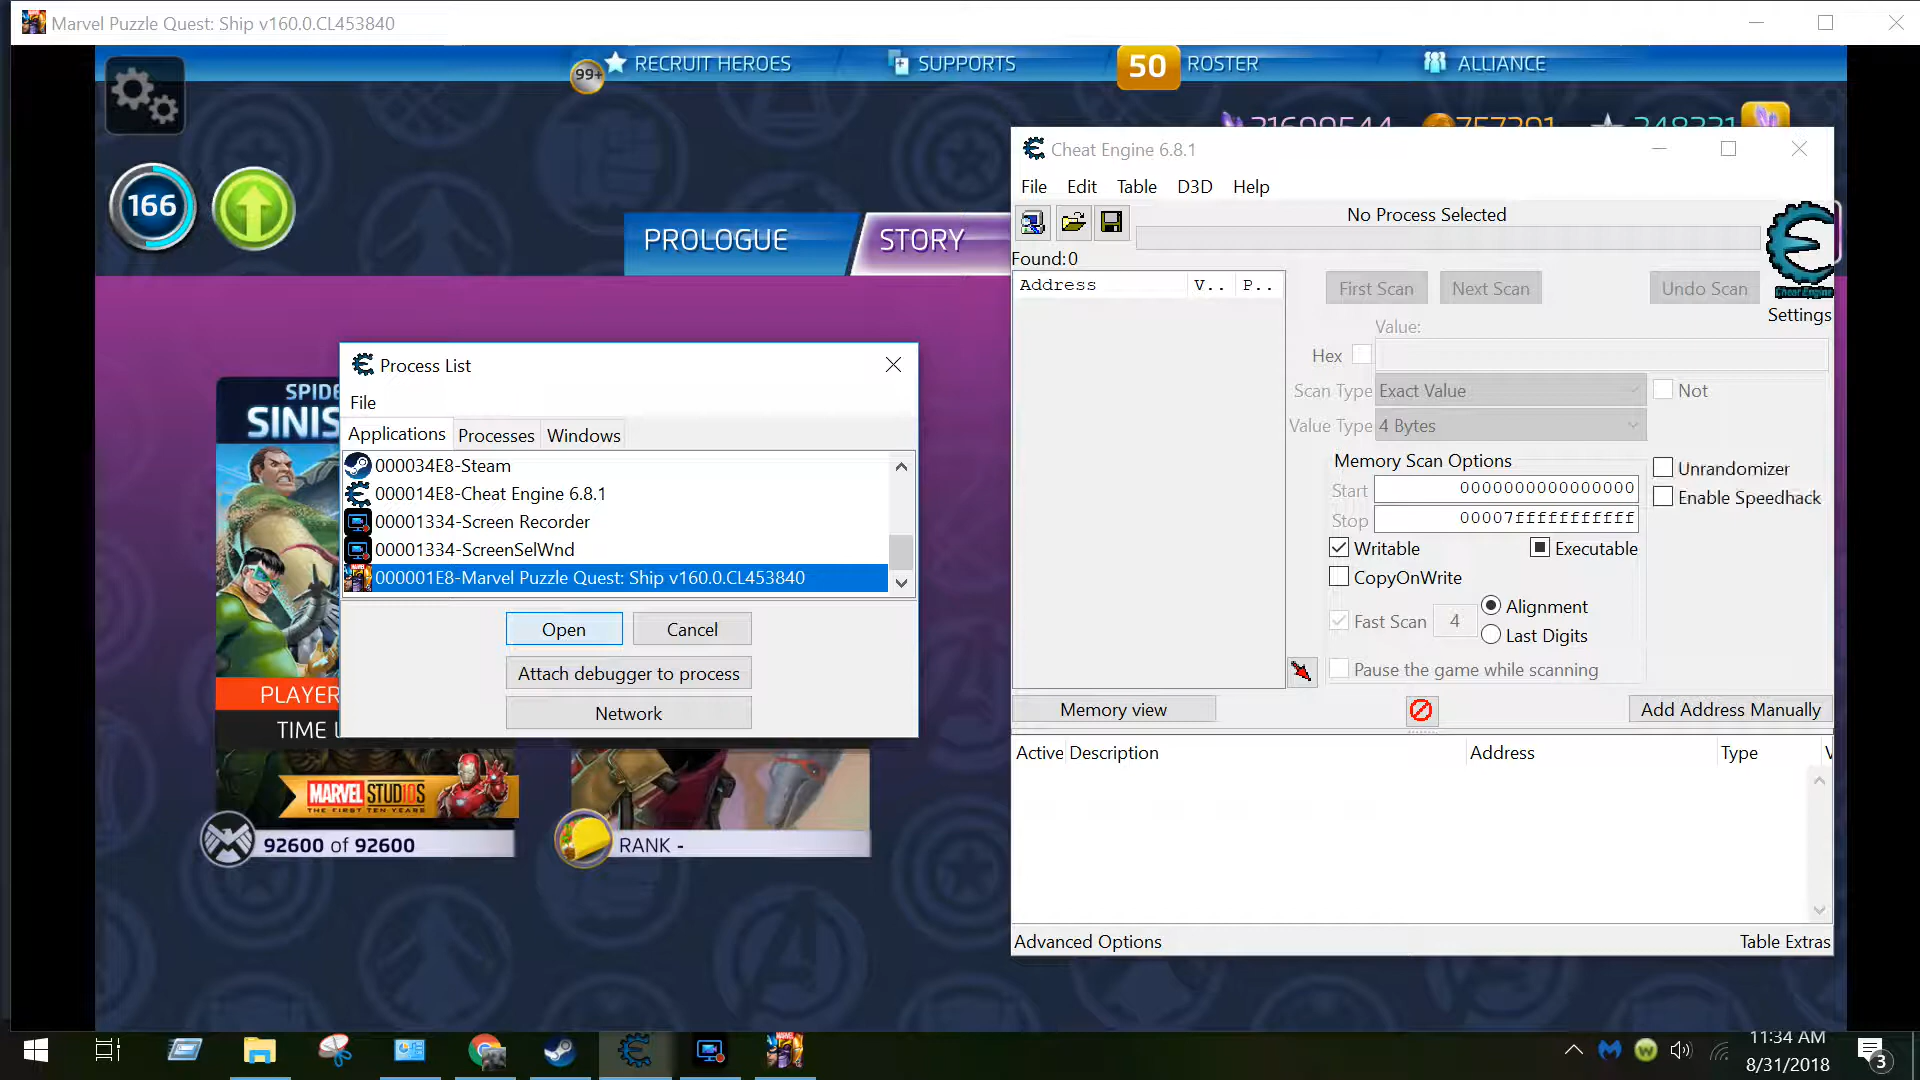 Marvel Puzzle Quest: Ship v160.0.CL453840
99+
RECRUIT HEROES
SUPPORTS
50
ROSTER
ALLIANCE
166
PROLOGUE
STORY
SPIDE
SINIS
PLAYER
TIME
MARVEL STUDIOS
THE FIRST TEN YEARS
92600 of 92600
RANK -
Process List
File
Applications
Processes
Windows
000034E8-Steam
000014E8-Cheat Engine 6.8.1
00001334-Screen Recorder
00001334-ScreenSelWnd
000001E8-Marvel Puzzle Quest: Ship v160.0.CL453840
Open
Cancel
Attach debugger to process
Network
Cheat Engine 6.8.1
File Edit Table D3D Help
No Process Selected
Found:0
Address V.. P..
First Scan
Next Scan
Undo Scan
Cheat Engine
Settings
Value:
Hex
Scan Type Exact Value
Not
Value Type 4 Bytes
Memory Scan Options
Start 0000000000000000
Stop 00007fffffffffff
Unrandomizer
Enable Speedhack
Writable
Executable
CopyOnWrite
Fast Scan 4
Alignment
Last Digits
Pause the game while scanning
Memory view
Add Address Manually
Active Description Address Type V
Advanced Options
Table Extras
11:34 AM
8/31/2018
3